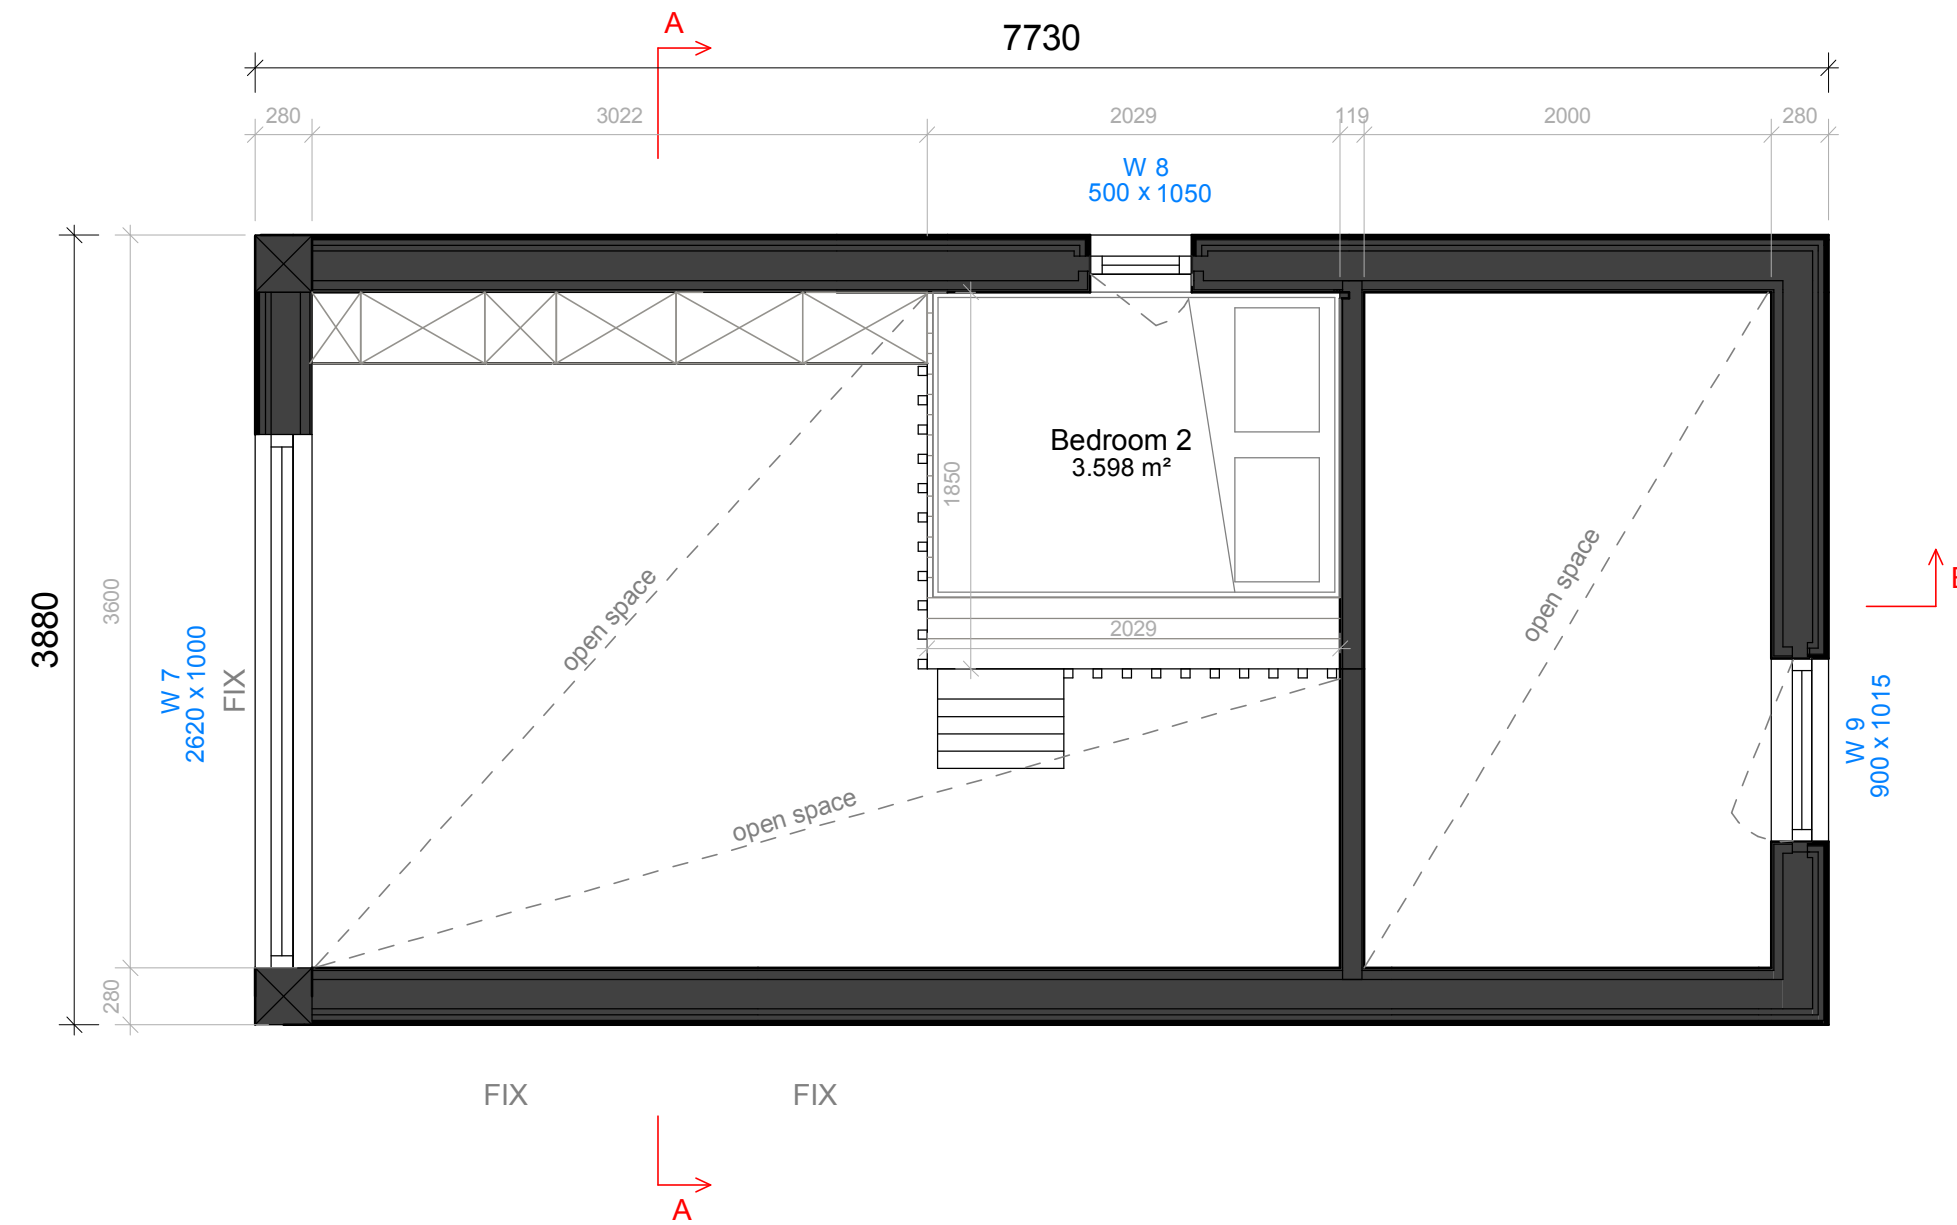 A
7730
280
3022
2029
119
2000
280
W 8
500 x 1050
3880
3600
280
W 7
2620 x 1000
FIX
open space
open space
1850
Bedroom 2
3.598 m²
2029
open space
W 9
900 x 1015
FIX
FIX
A